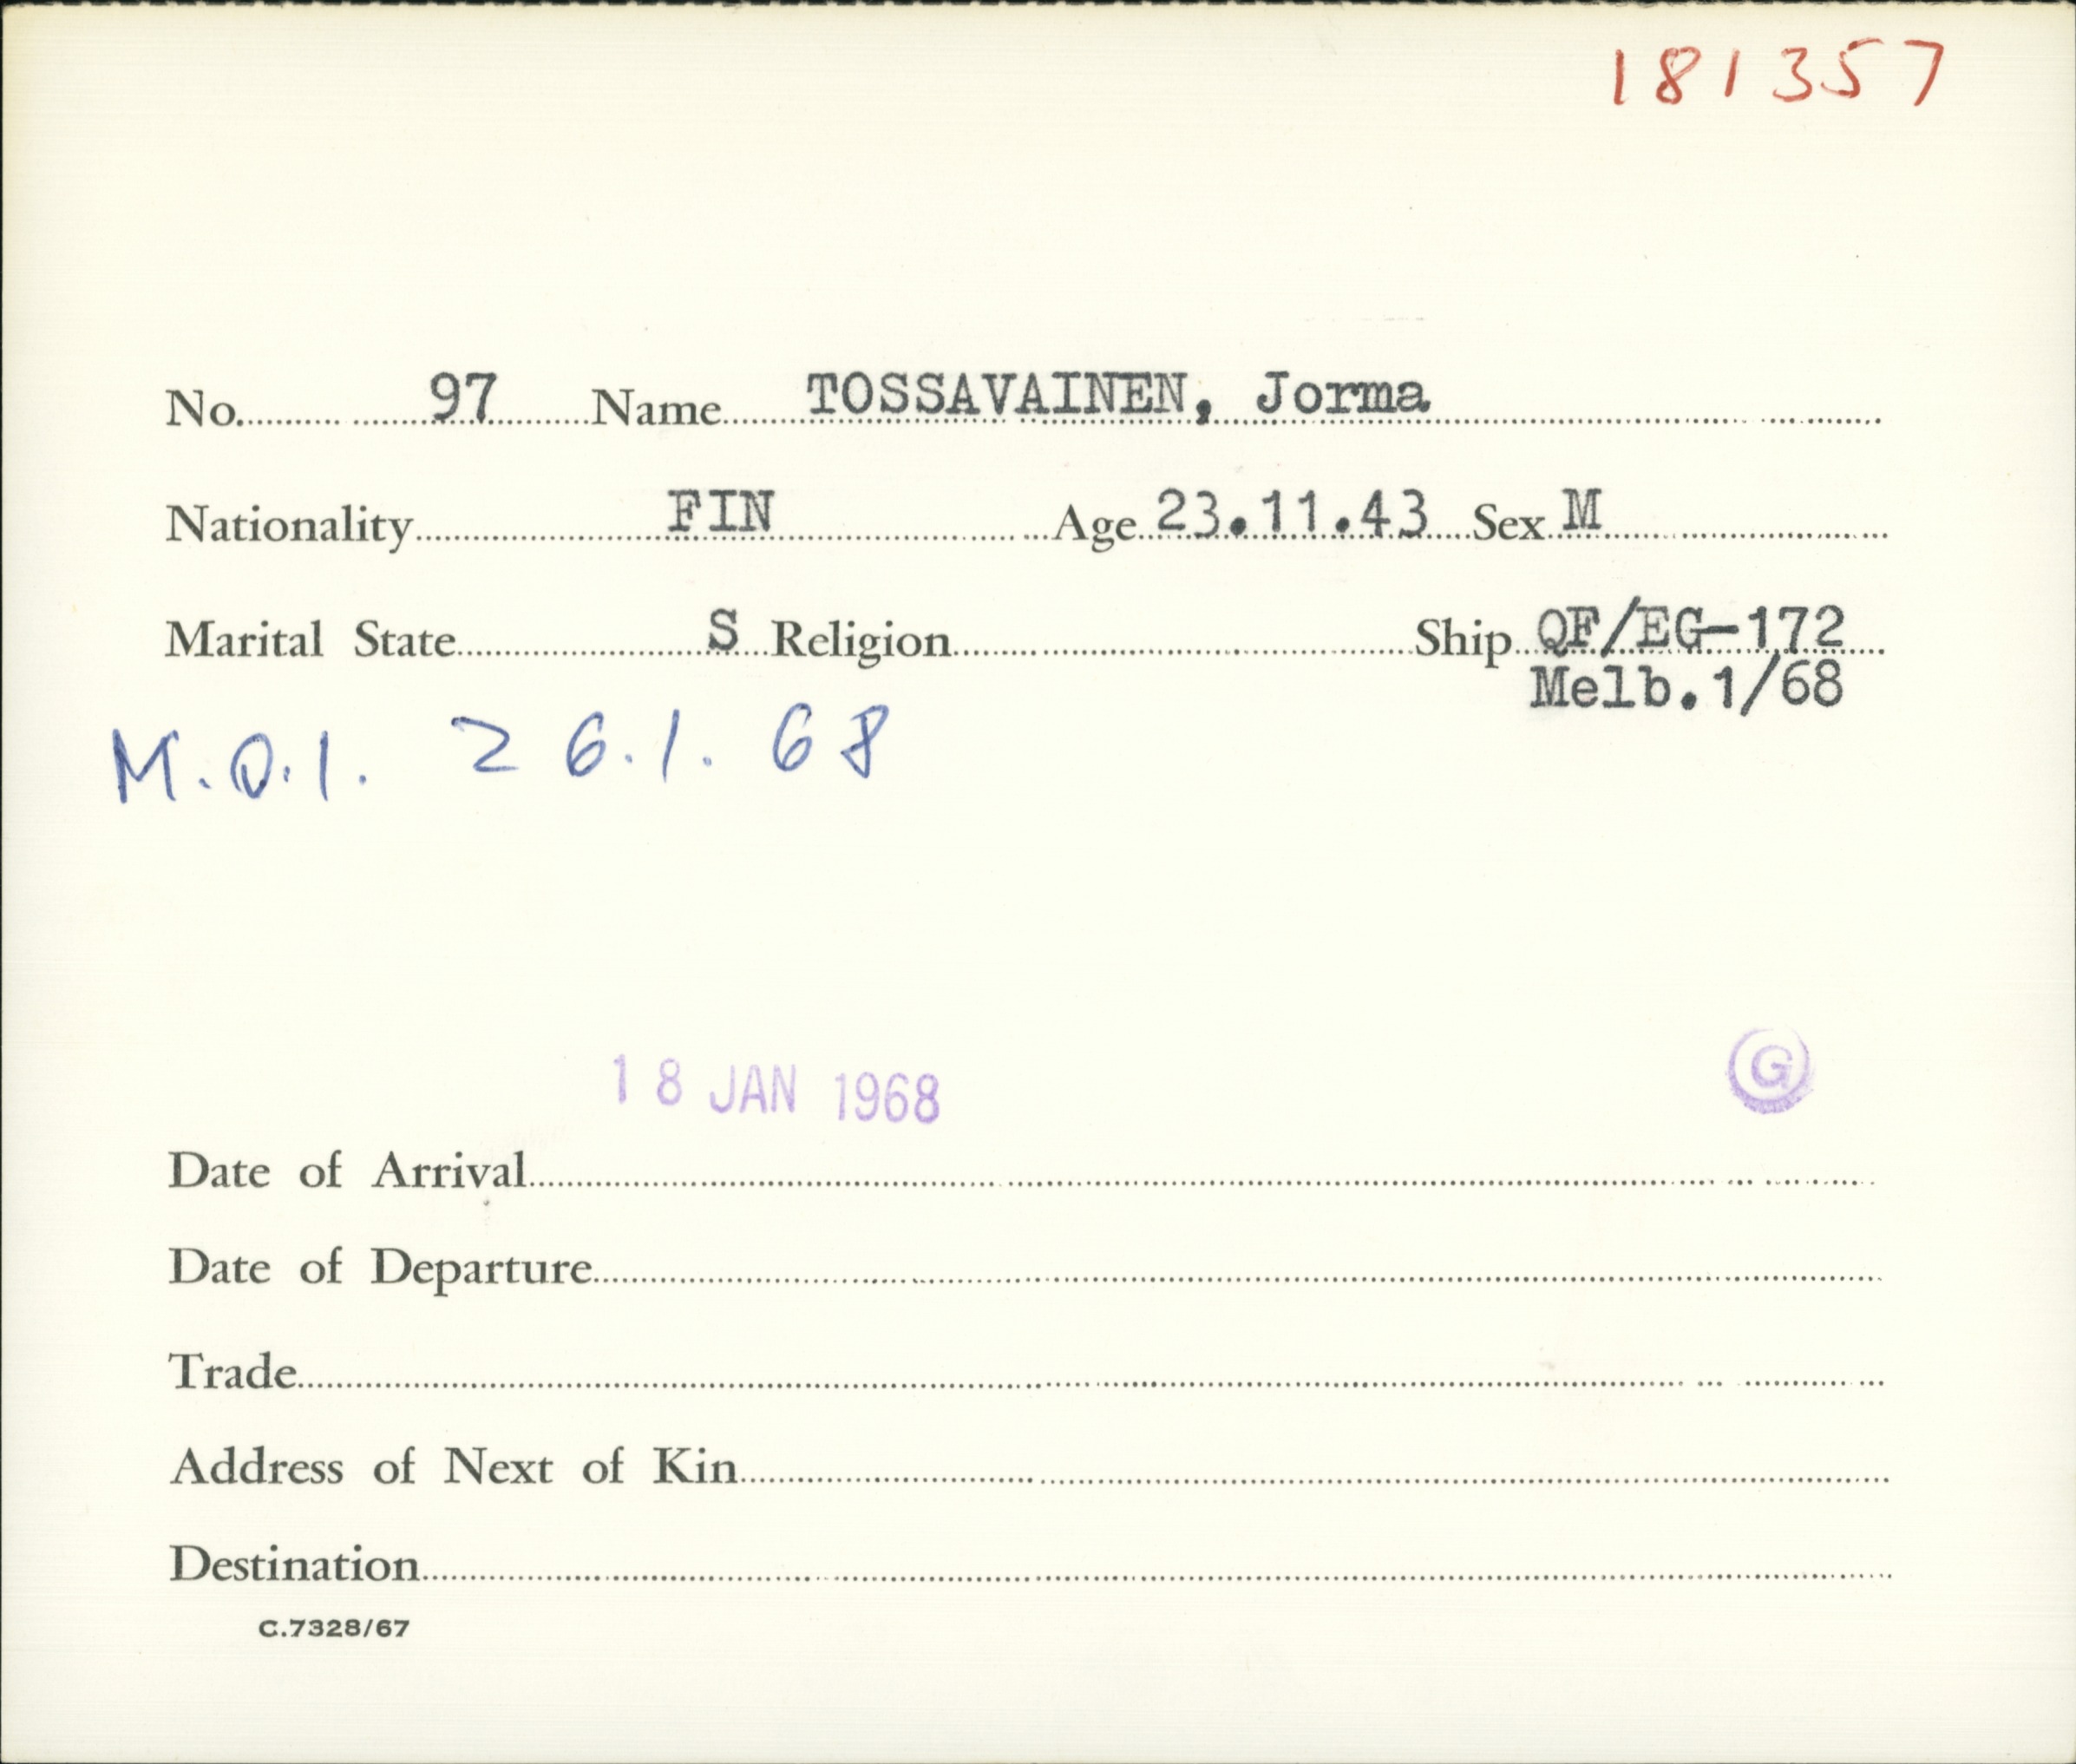 181357
No. 97 Name TOSSAVAINEN, Jorma
Nationality FIN Age 23.11.43 Sex M
Marital State S Religion Ship QF/EG-172
Melb.1/68
M.O.I. 26.1.68
18 JAN 1968
G
Date of Arrival
Date of Departure
Trade
Address of Next of Kin
Destination
C.7328/67